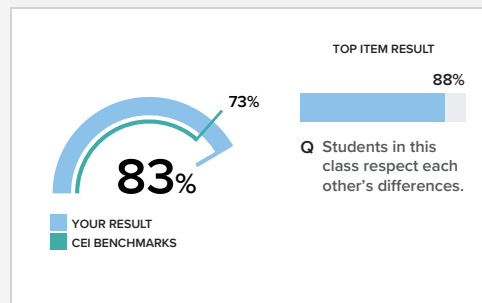 TOP ITEM RESULT
88%
73%
83%
Q Students in this
class respect each
other's differences.
YOUR RESULT
CEI BENCHMARKS